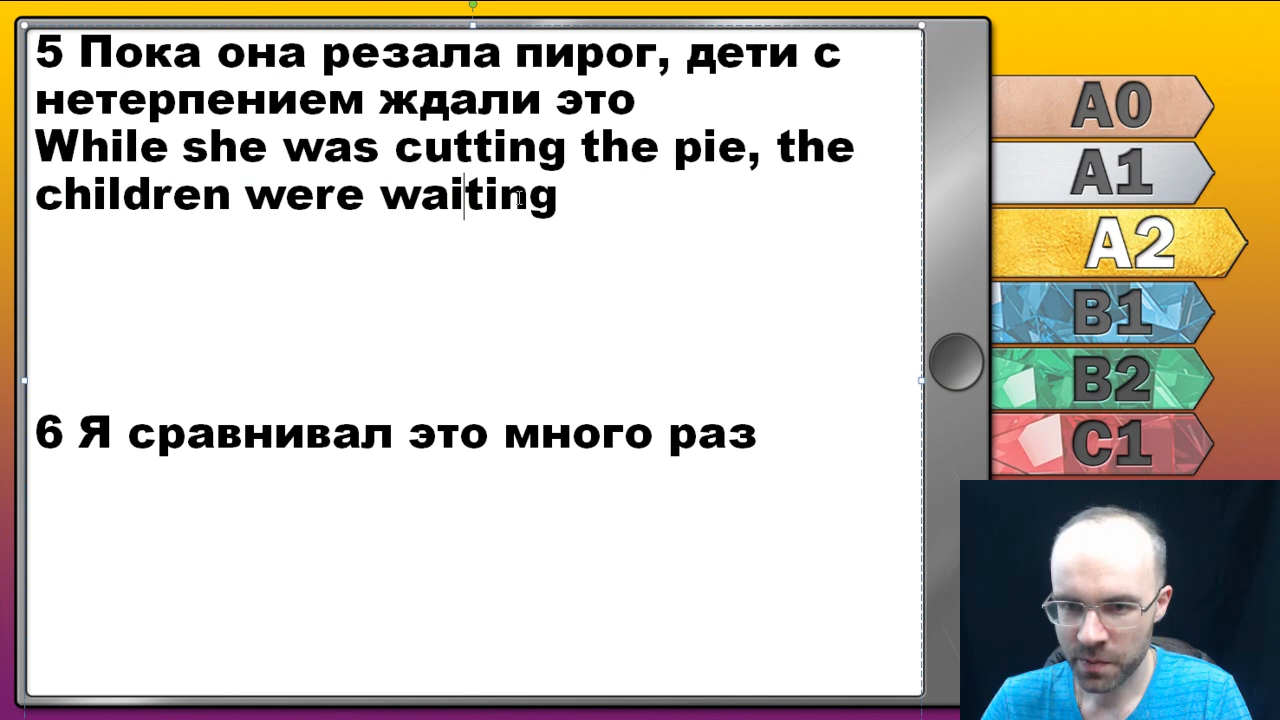 5 Пока она резала пирог, дети с
нетерпением ждали это
While she was cutting the pie, the
children were waiting
6 Я сравнивал это много раз
A0
A1
A2
B1
B2
C1